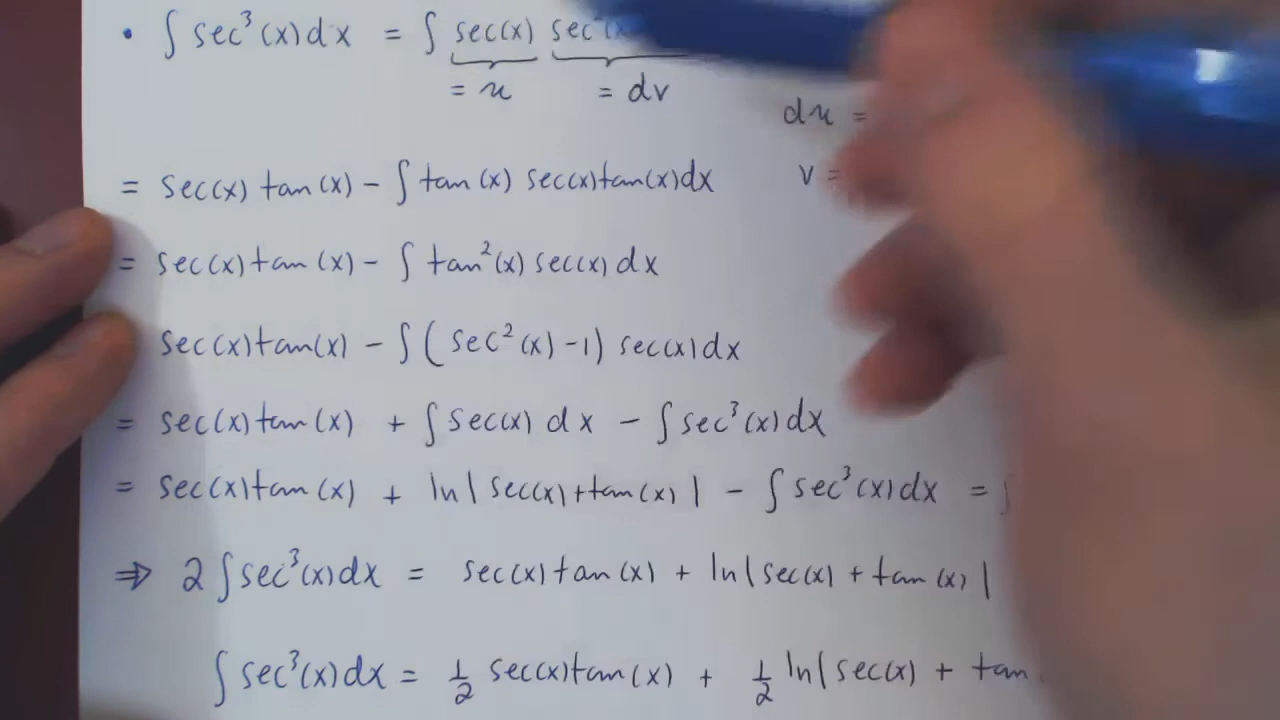 • ∫ sec³(x)dx = ∫ sec(x) sec²(x)
= u = dv
du =
= sec(x) tan(x) - ∫ tan(x) sec(x)tan(x)dx v =
= sec(x)tan(x) - ∫ tan²(x) sec(x) dx
sec(x)tan(x) - ∫ (sec²(x) -1) sec(x)dx
= sec(x)tan(x) + ∫ sec(x) dx - ∫ sec³(x)dx
= sec(x)tan(x) + ln|sec(x)+tan(x)| - ∫ sec³(x)dx = ∫
⇒ 2 ∫ sec³(x)dx = sec(x)tan(x) + ln|sec(x) + tan(x)|
∫ sec³(x)dx = 1/2 sec(x)tan(x) + 1/2 ln|sec(x) + tan